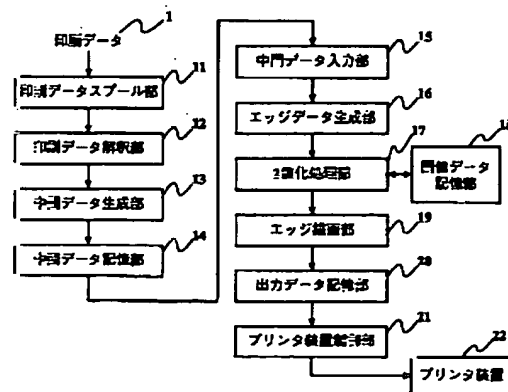 印刷データ
1
印刷データスプール部
11
印刷データ解釈部
12
中間データ生成部
13
中間データ記憶部
14
中間データ入力部
15
エッジデータ生成部
16
2値化処理部
17
画像データ
記憶部
18
エッジ描画部
19
出力データ記憶部
20
プリンタ装置制御部
21
プリンタ装置
22